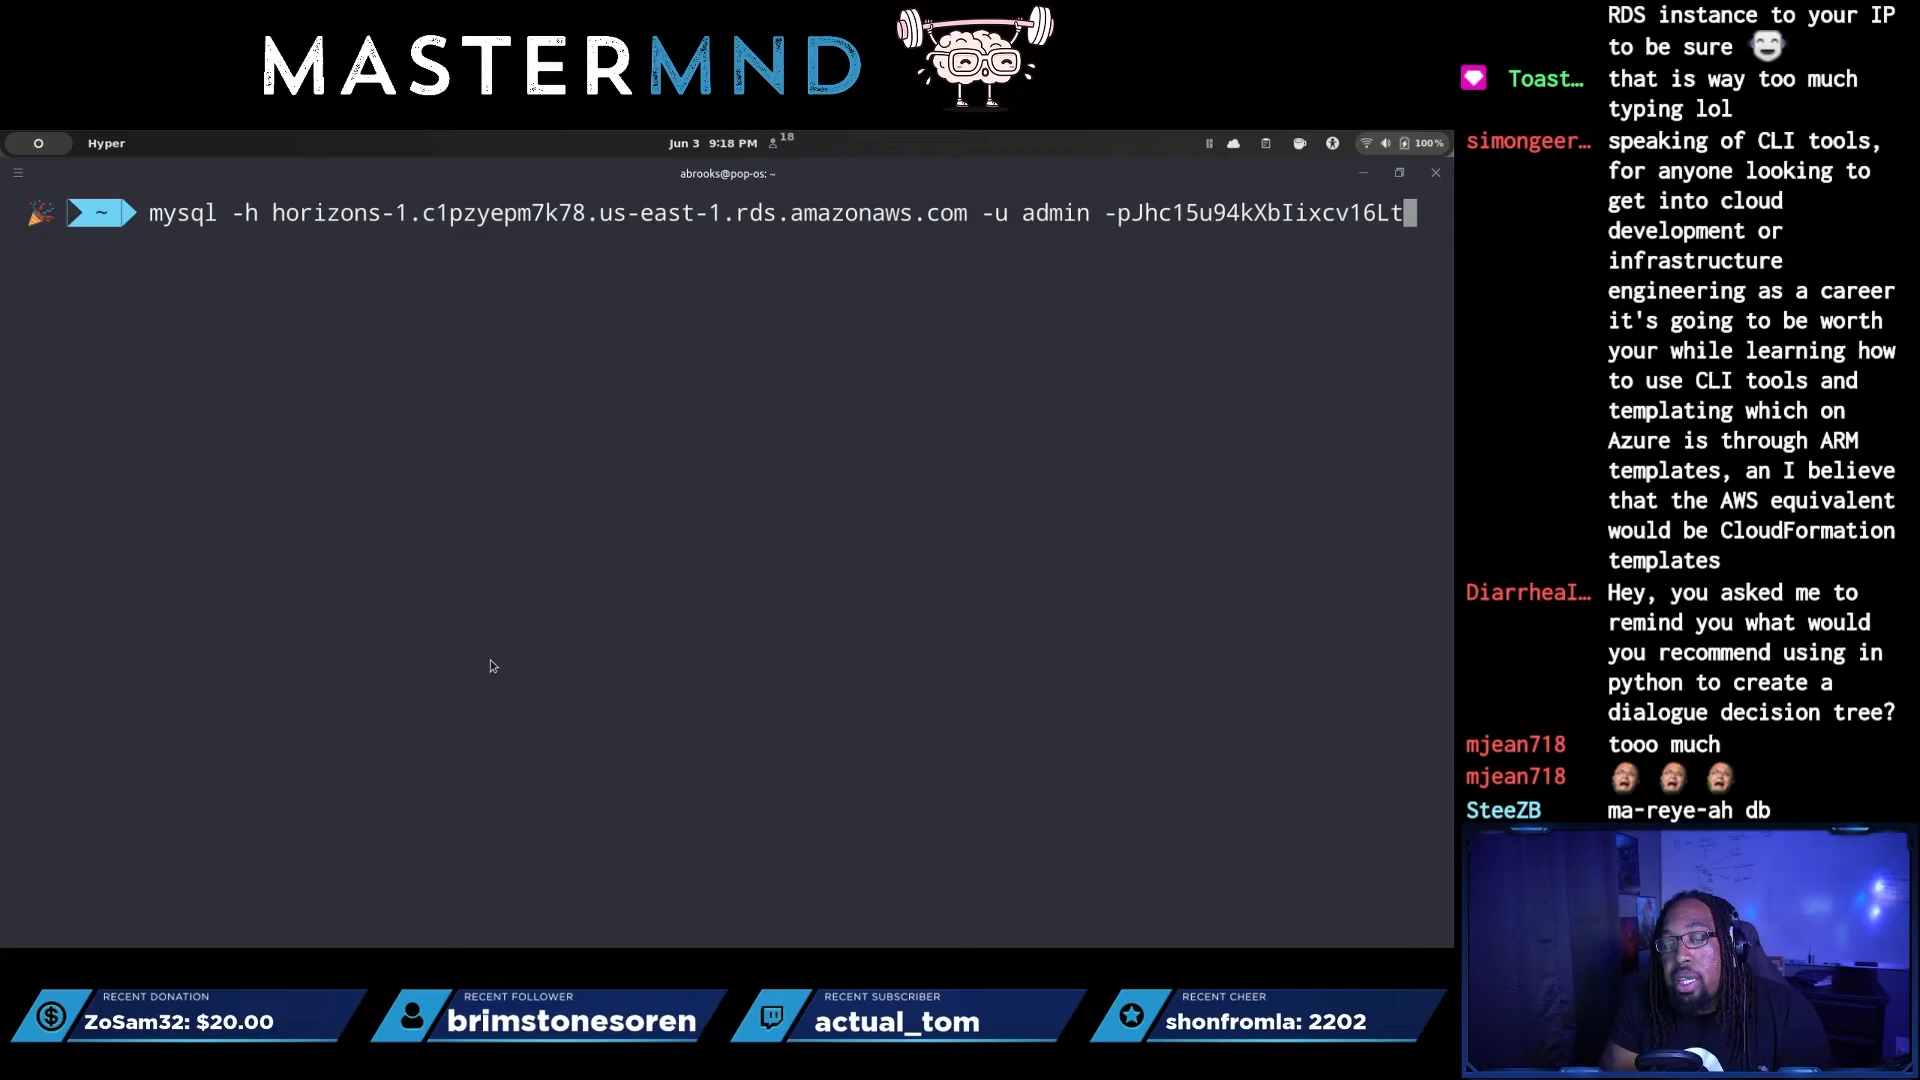 MASTERMND
Hyper
Jun 3 9:18 PM
18
100%
abrooks@pop-os: ~
~ mysql -h horizons-1.c1pzyepm7k78.us-east-1.rds.amazonaws.com -u admin -pJhc15u94kXbIixcv16Lt
RDS instance to your IP
to be sure
Toast… that is way too much
typing lol
simongeer… speaking of CLI tools,
for anyone looking to
get into cloud
development or
infrastructure
engineering as a career
it's going to be worth
your while learning how
to use CLI tools and
templating which on
Azure is through ARM
templates, an I believe
that the AWS equivalent
would be CloudFormation
templates
DiarrheaI… Hey, you asked me to
remind you what would
you recommend using in
python to create a
dialogue decision tree?
mjean718 tooo much
mjean718
SteeZB ma-reye-ah db
RECENT DONATION
ZoSam32: $20.00
RECENT FOLLOWER
brimstonesoren
RECENT SUBSCRIBER
actual_tom
RECENT CHEER
shonfromla: 2202